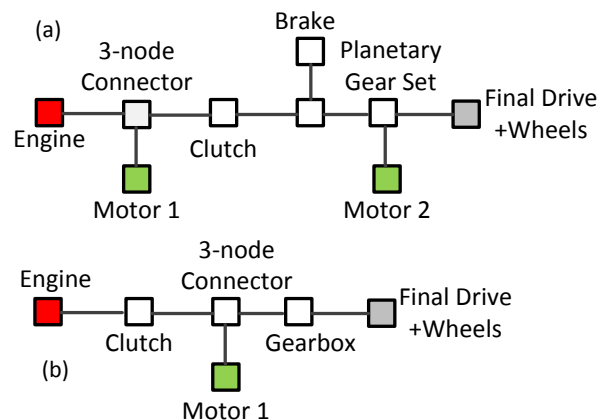 (a)
Brake
3-node
Connector
Planetary
Gear Set
Engine
Clutch
Final Drive
+Wheels
Motor 1
Motor 2
3-node
Connector
Engine
Final Drive
+Wheels
Clutch
Gearbox
(b)
Motor 1